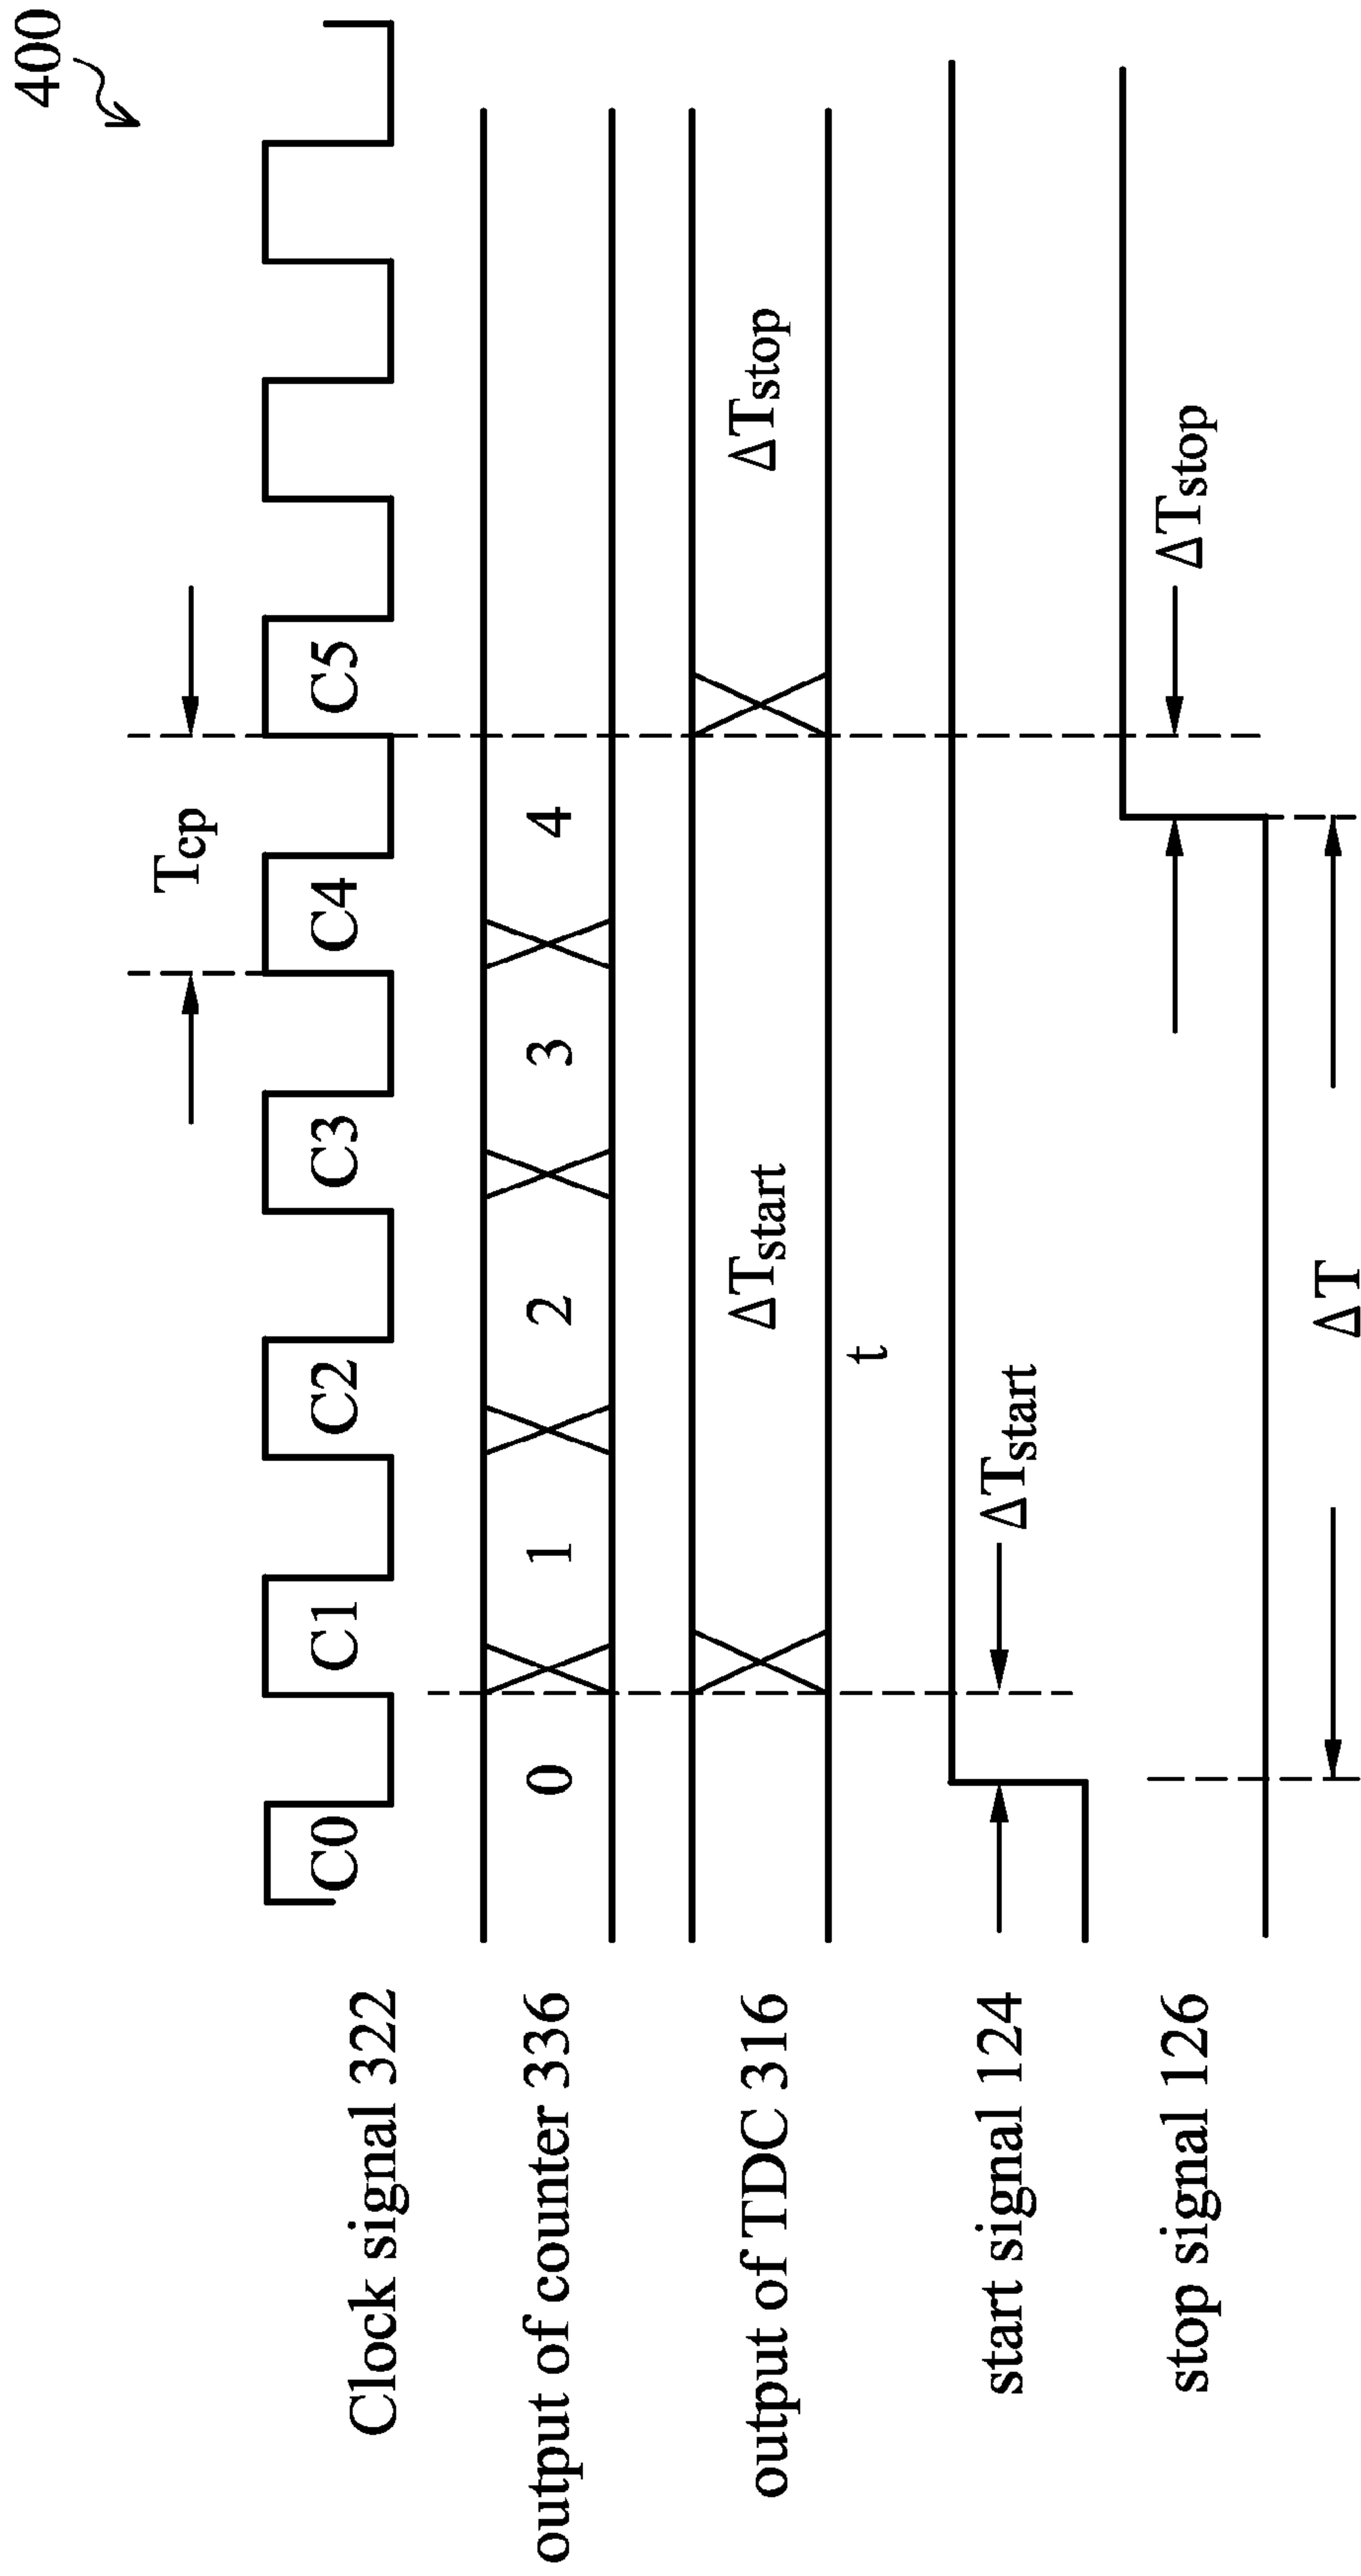 400
Tcp
Clock signal 322 C0 C1 C2 C3 C4 C5
output of counter 336 0 1 2 3 4
output of TDC 316 ΔTstart ΔTstop
t
start signal 124 ΔTstart
stop signal 126 ΔTstop
ΔT